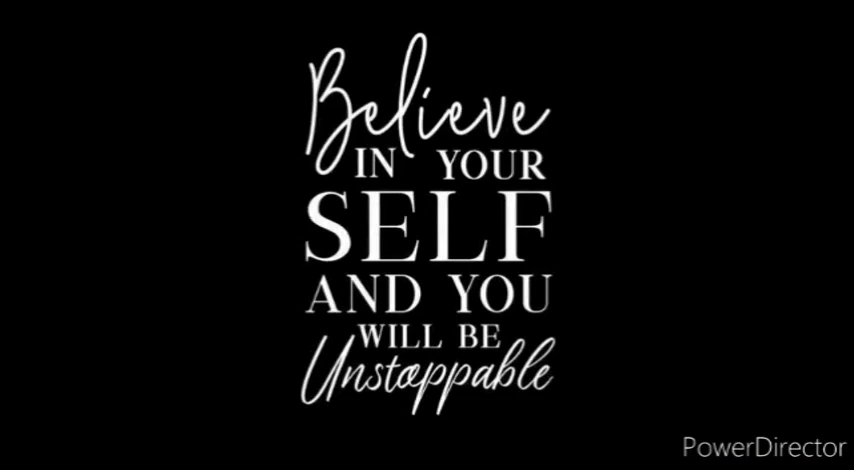 Believe
IN YOUR
SELF
AND YOU
WILL BE
Unstoppable
PowerDirector